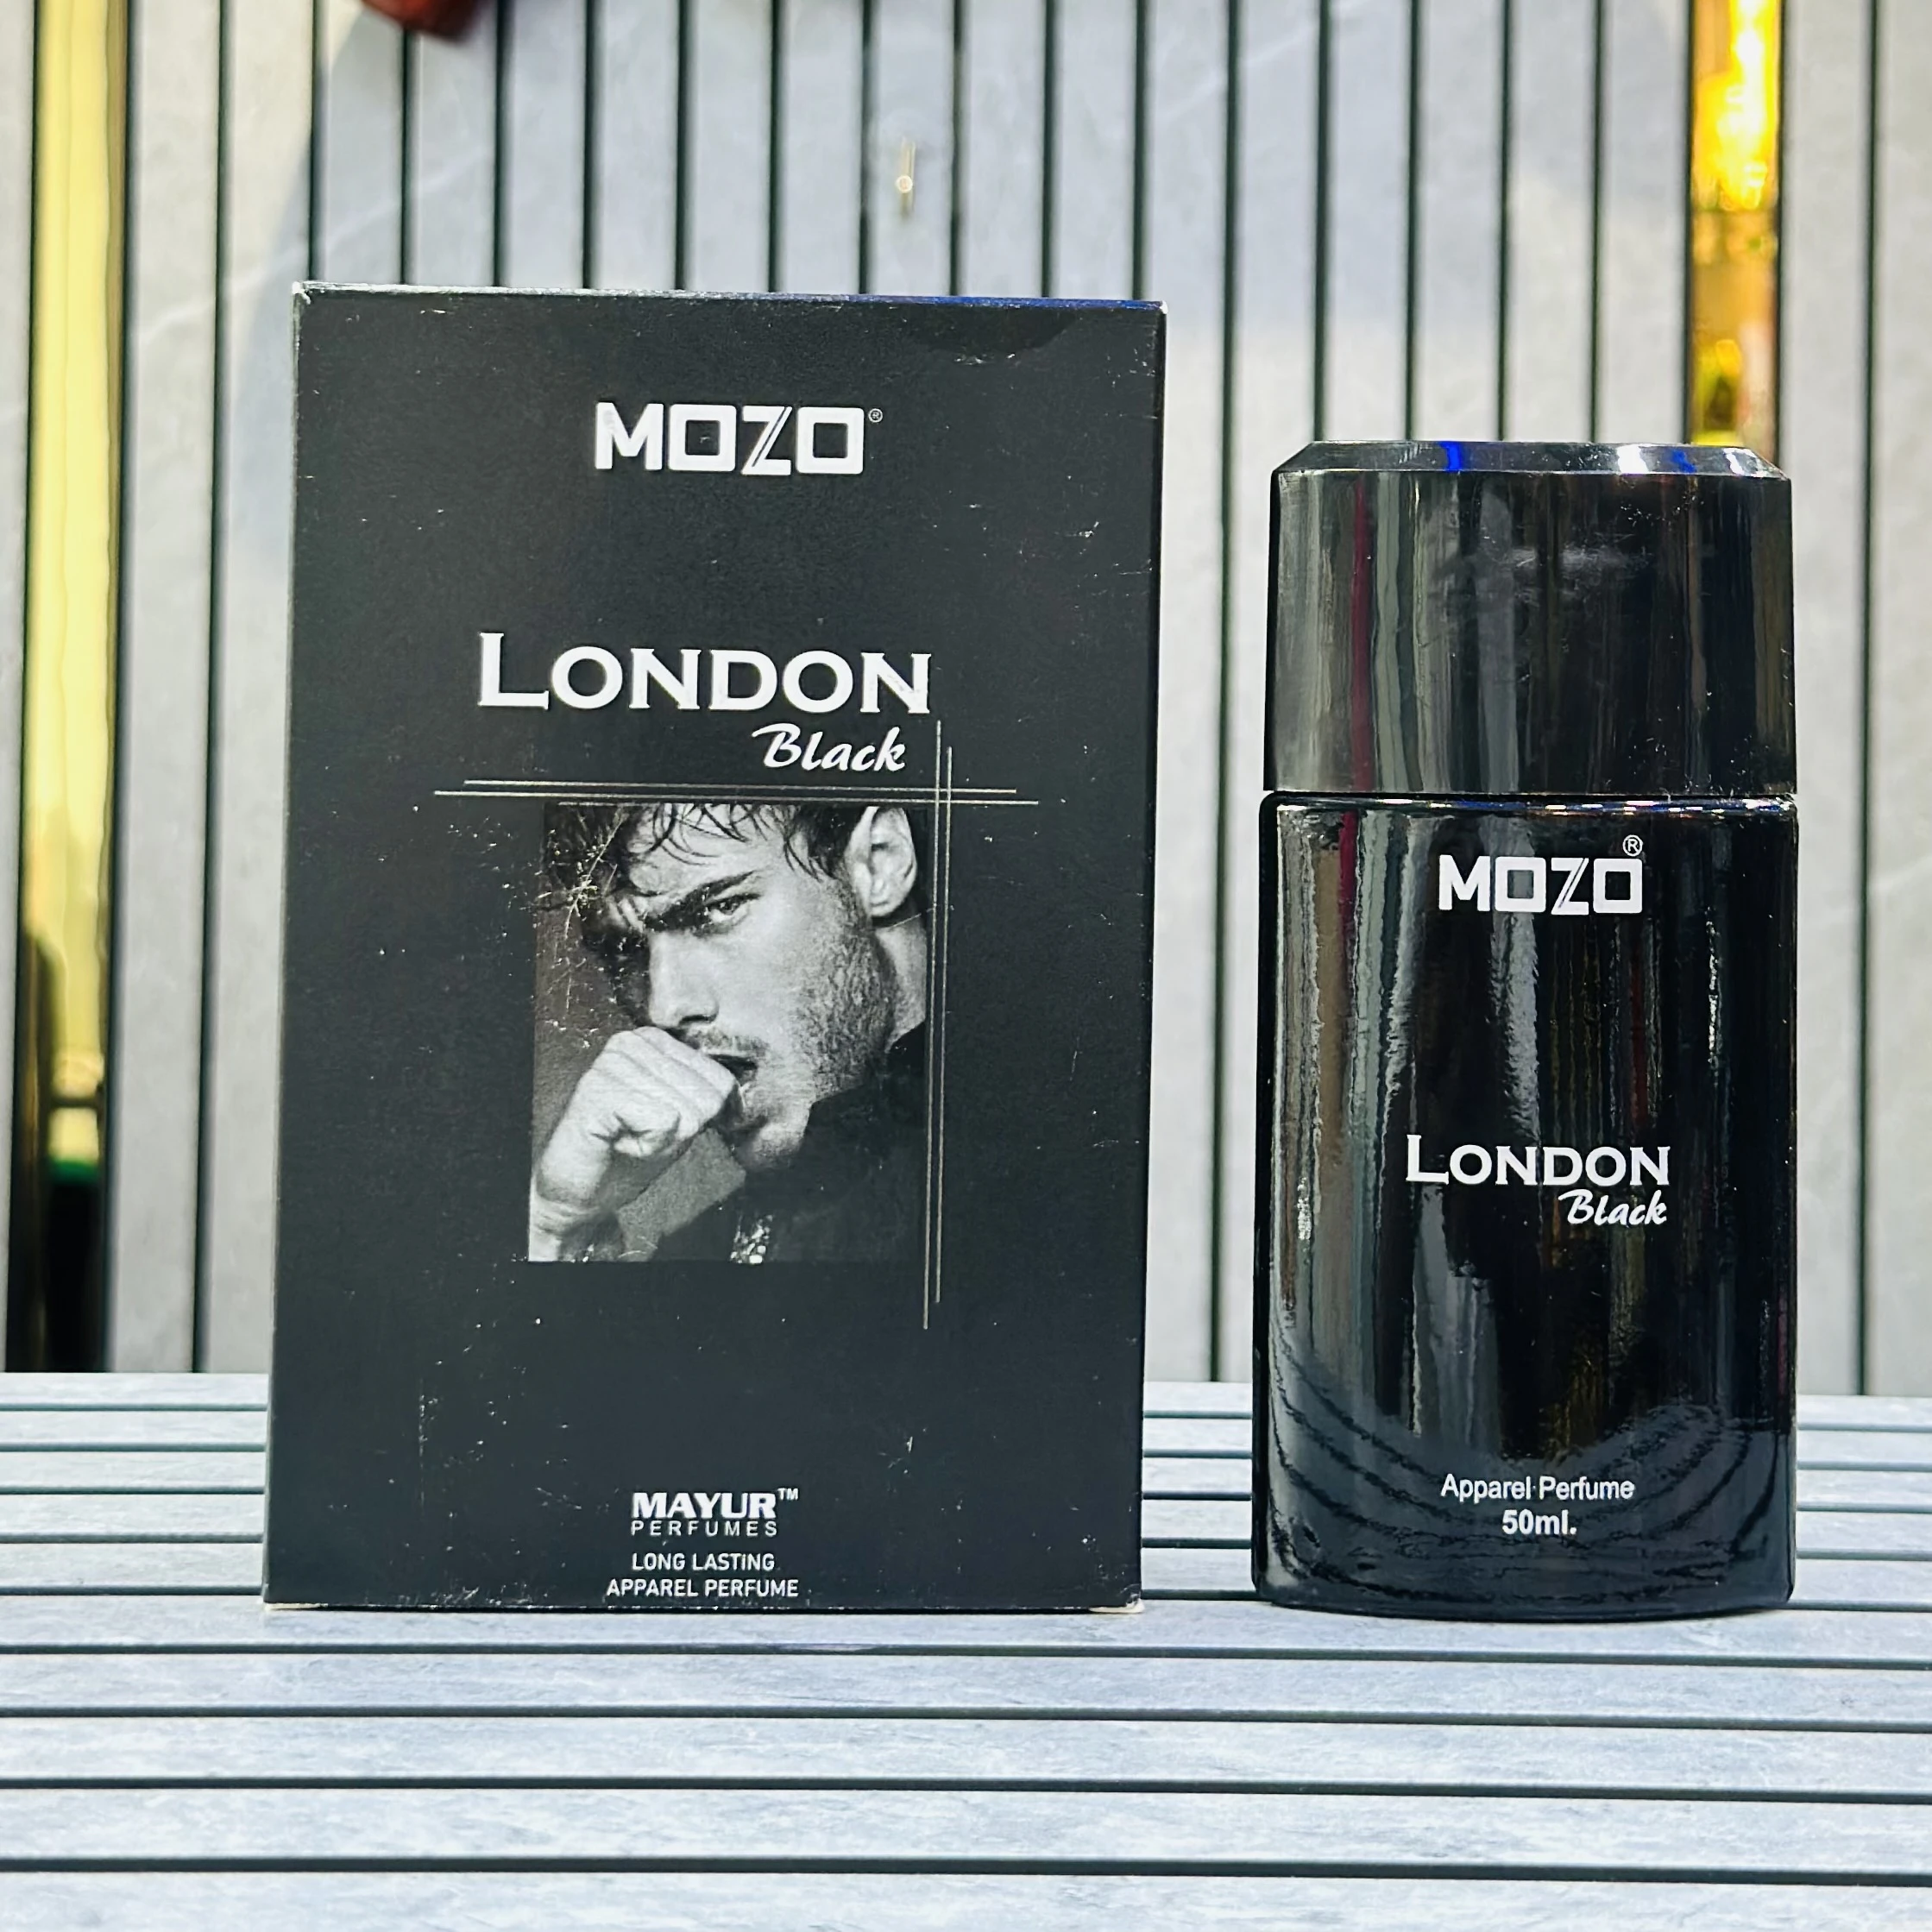 MOZO®
LONDON
Black
MAYUR™
PERFUMES
LONG LASTING
APPAREL PERFUME
MOZO®
LONDON
Black
Apparel Perfume
50ml.